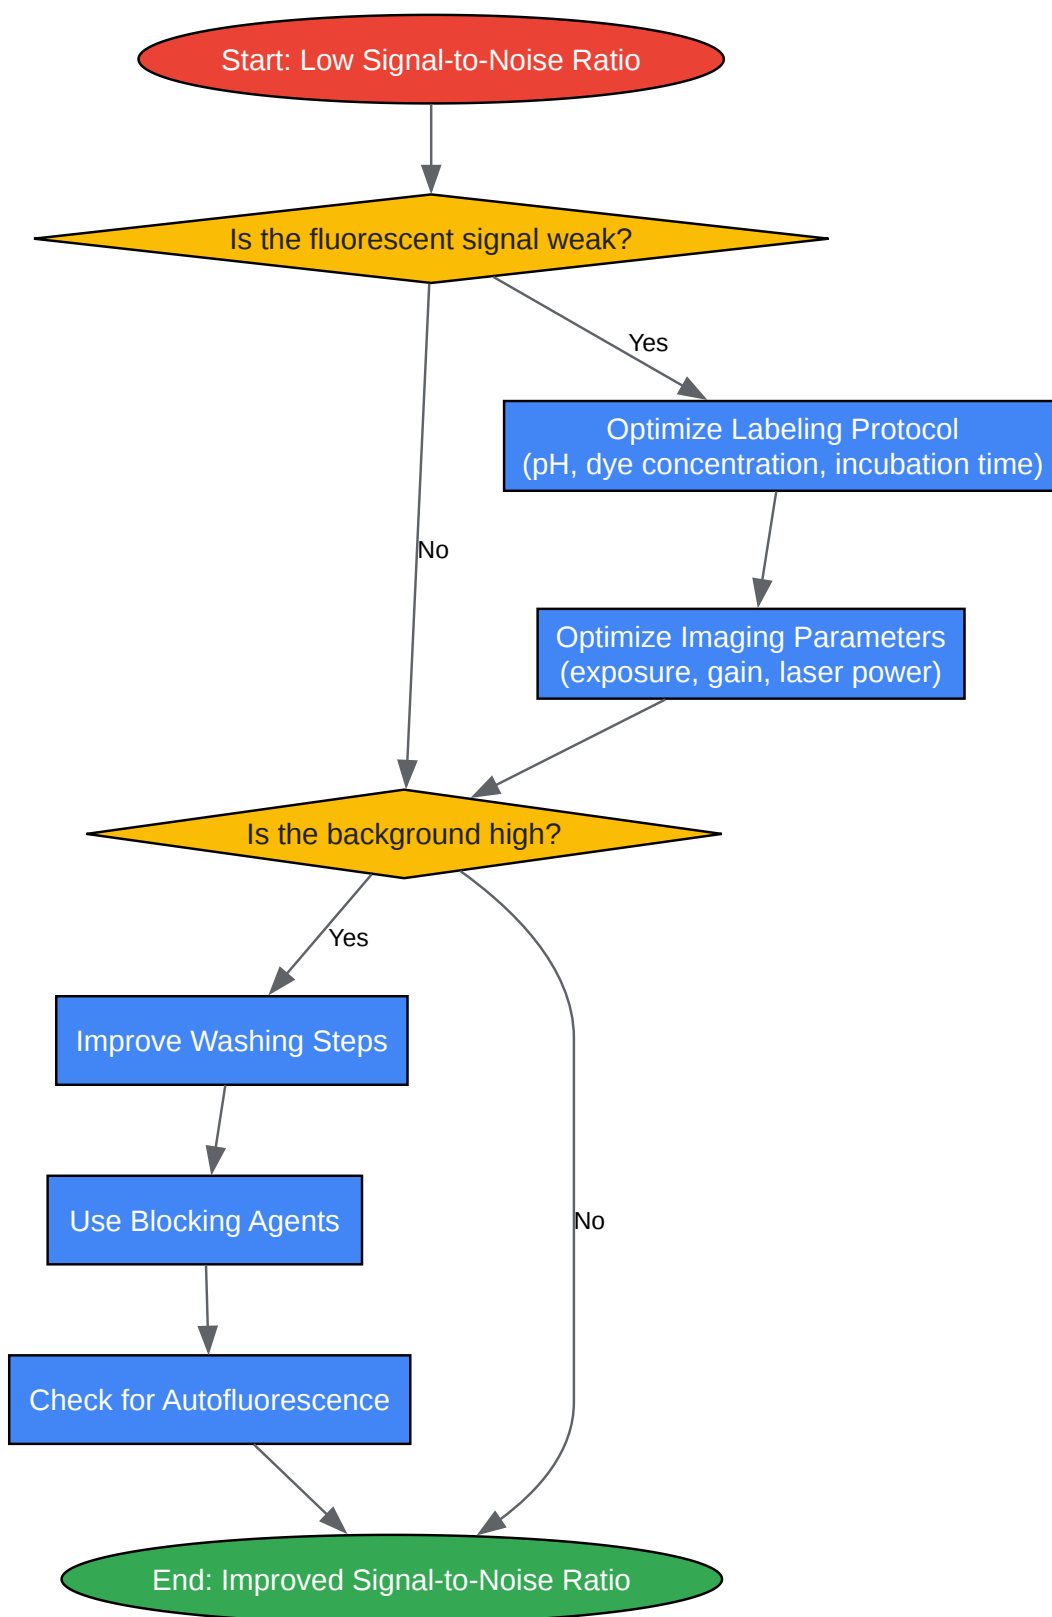 Start: Low Signal-to-Noise Ratio
Is the fluorescent signal weak?
Yes
Optimize Labeling Protocol
(pH, dye concentration, incubation time)
No
Optimize Imaging Parameters
(exposure, gain, laser power)
Is the background high?
Yes
Improve Washing Steps
Use Blocking Agents
No
Check for Autofluorescence
End: Improved Signal-to-Noise Ratio